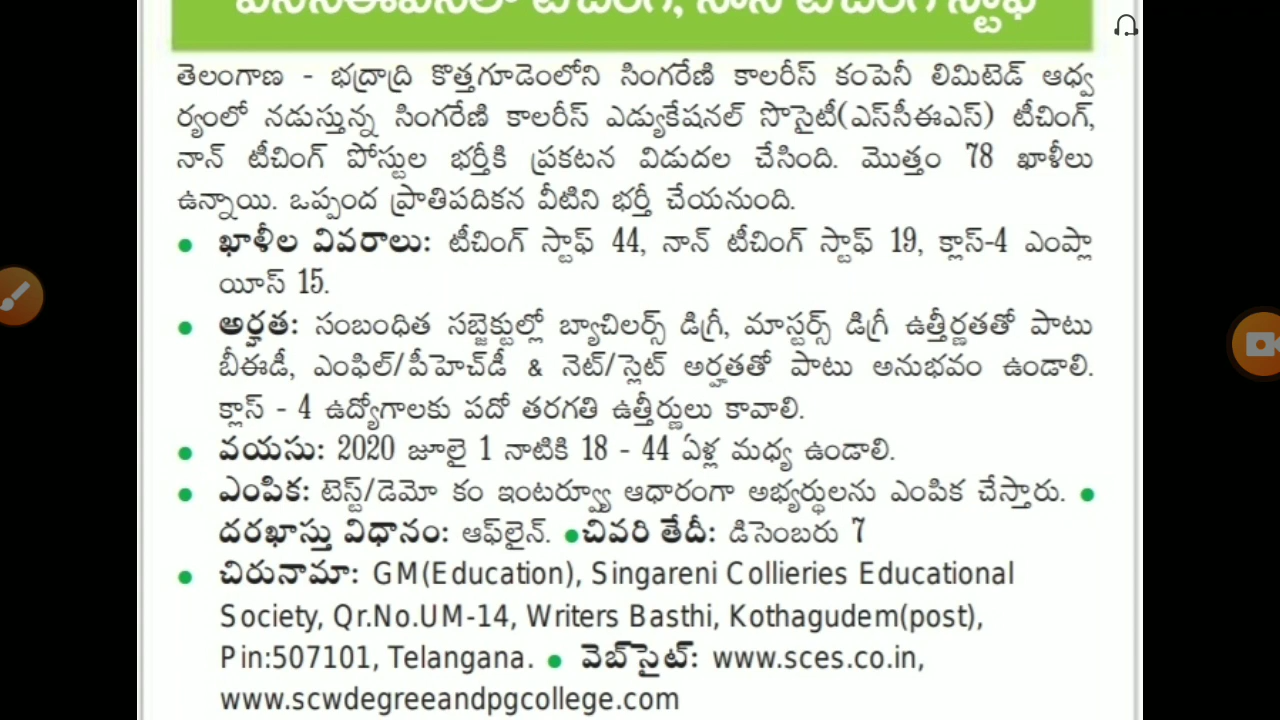 తెలంగాణ - భద్రాద్రి కొత్తగూడెంలోని సింగరేణి కాలరీస్ కంపెనీ లిమిటెడ్ ఆధ్వ
ర్యంలో నడుస్తున్న సింగరేణి కాలరీస్ ఎడ్యుకేషనల్ సొసైటీ(ఎస్‌సీఈఎస్) టీచింగ్,
నాన్ టీచింగ్ పోస్టుల భర్తీకి ప్రకటన విడుదల చేసింది. మొత్తం 78 ఖాళీలు
ఉన్నాయి. ఒప్పంద ప్రాతిపదికన వీటిని భర్తీ చేయనుంది.
● ఖాళీల వివరాలు: టీచింగ్ స్టాఫ్ 44, నాన్ టీచింగ్ స్టాఫ్ 19, క్లాస్-4 ఎంప్లా
యీస్ 15.
● అర్హత: సంబంధిత సబ్జెక్టుల్లో బ్యాచిలర్స్ డిగ్రీ, మాస్టర్స్ డిగ్రీ ఉత్తీర్ణతతో పాటు
బీఈడీ, ఎంఫిల్/పీహెచ్‌డీ & నెట్/స్లెట్ అర్హతతో పాటు అనుభవం ఉండాలి.
క్లాస్ - 4 ఉద్యోగాలకు పదో తరగతి ఉత్తీర్ణులు కావాలి.
● వయసు: 2020 జూలై 1 నాటికి 18 - 44 ఏళ్ల మధ్య ఉండాలి.
● ఎంపిక: టెస్ట్/డెమో కం ఇంటర్వ్యూ ఆధారంగా అభ్యర్థులను ఎంపిక చేస్తారు. ●
దరఖాస్తు విధానం: ఆఫ్‌లైన్. ●చివరి తేదీ: డిసెంబరు 7
● చిరునామా: GM(Education), Singareni Collieries Educational
Society, Qr.No.UM-14, Writers Basthi, Kothagudem(post),
Pin:507101, Telangana. ● వెబ్‌సైట్: www.sces.co.in,
www.scwdegreeandpgcollege.com